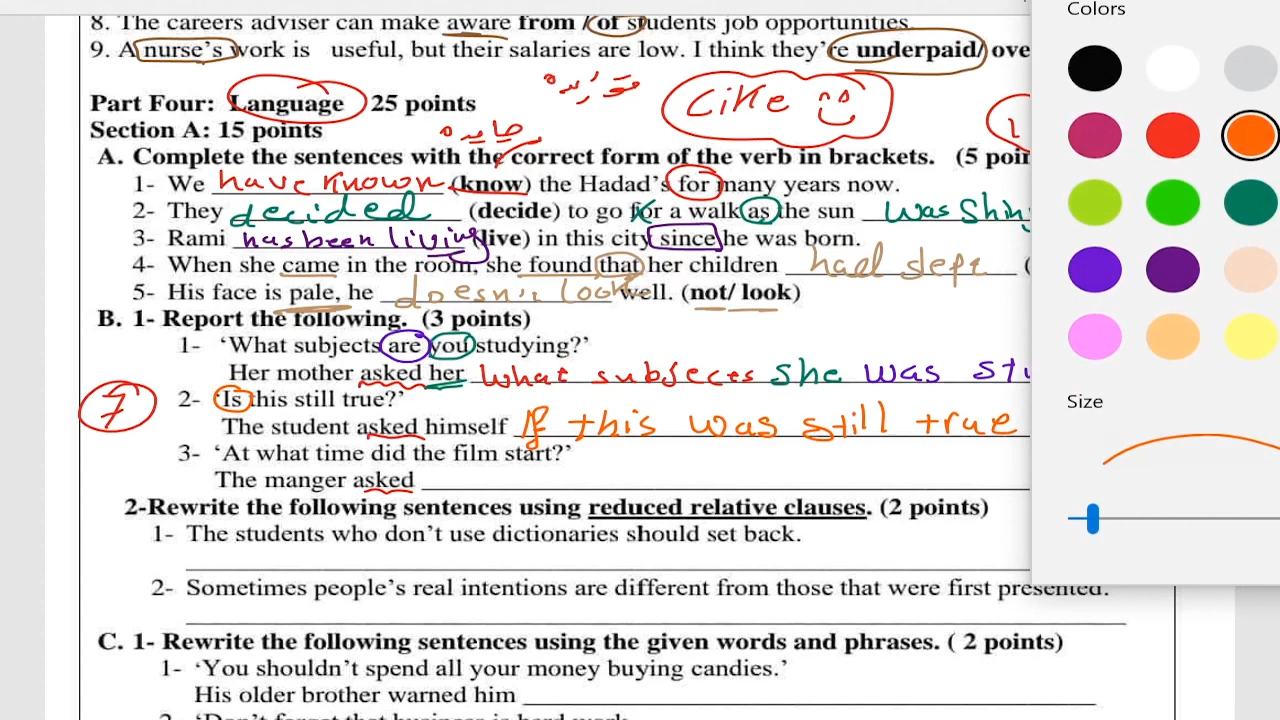 Colors
8. The careers adviser can make aware from / of students job opportunities.
9. A nurse's work is useful, but their salaries are low. I think they're underpaid/ ove
Part Four: Language 25 points
Like
Section A: 15 points
A. Complete the sentences with the correct form of the verb in brackets. (5 poin
1- We have known (know) the Hadad's for many years now.
2- They decided (decide) to go for a walk as the sun was shin
3- Rami has been living (live) in this city since he was born.
4- When she came in the room, she found that her children had slept (
5- His face is pale, he doesn't look well. (not/ look)
B. 1- Report the following. (3 points)
1- ‘What subjects are you studying?’
Her mother asked her what subjects she was stu
7
2- ‘Is this still true?’
Size
The student asked himself If this was still true
3- ‘At what time did the film start?’
The manger asked
2-Rewrite the following sentences using reduced relative clauses. (2 points)
1- The students who don't use dictionaries should set back.
2- Sometimes people's real intentions are different from those that were first presented.
C. 1- Rewrite the following sentences using the given words and phrases. ( 2 points)
1- ‘You shouldn't spend all your money buying candies.’
His older brother warned him
2- ‘Don't forget that business is hard work